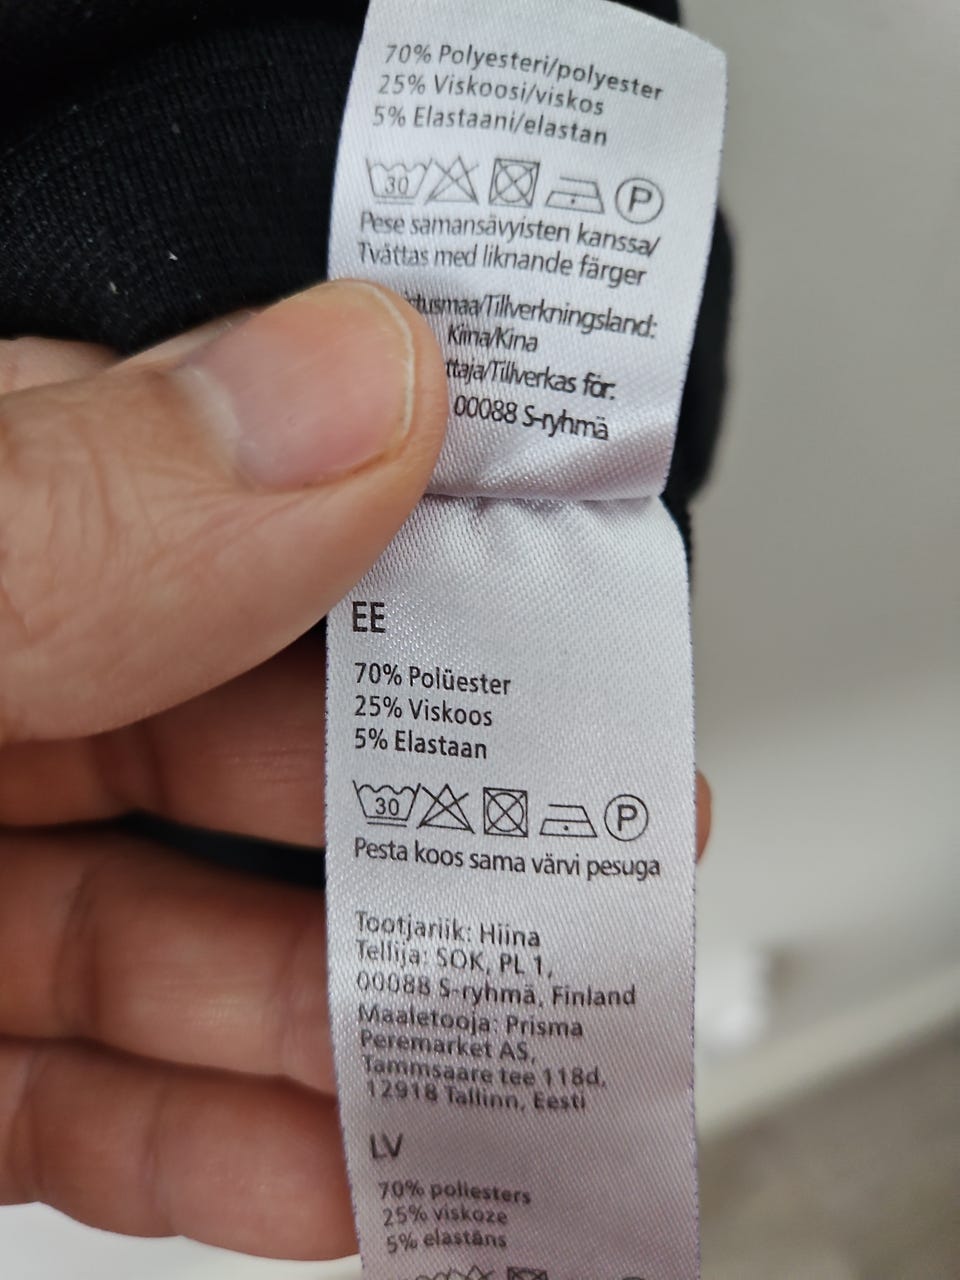 70% Polyesteri/polyester
25% Viskoosi/viskos
5% Elastaani/elastan
30 P
Pese samansävyisten kanssa/
Tvättas med liknande färger
/Tillverkningsland:
Kiina/Kina
/Tillverkas för:
00088 S-ryhmä
EE
70% Polüester
25% Viskoos
5% Elastaan
30 P
Pesta koos sama värvi pesuga
Tootjariik: Hiina
Tellija: SOK, PL 1,
00088 S-ryhmä, Finland
Maaletooja: Prisma
Peremarket AS,
Tammsaare tee 118d,
12918 Tallinn, Eesti
LV
70% poliesters
25% viskoze
5% elastāns